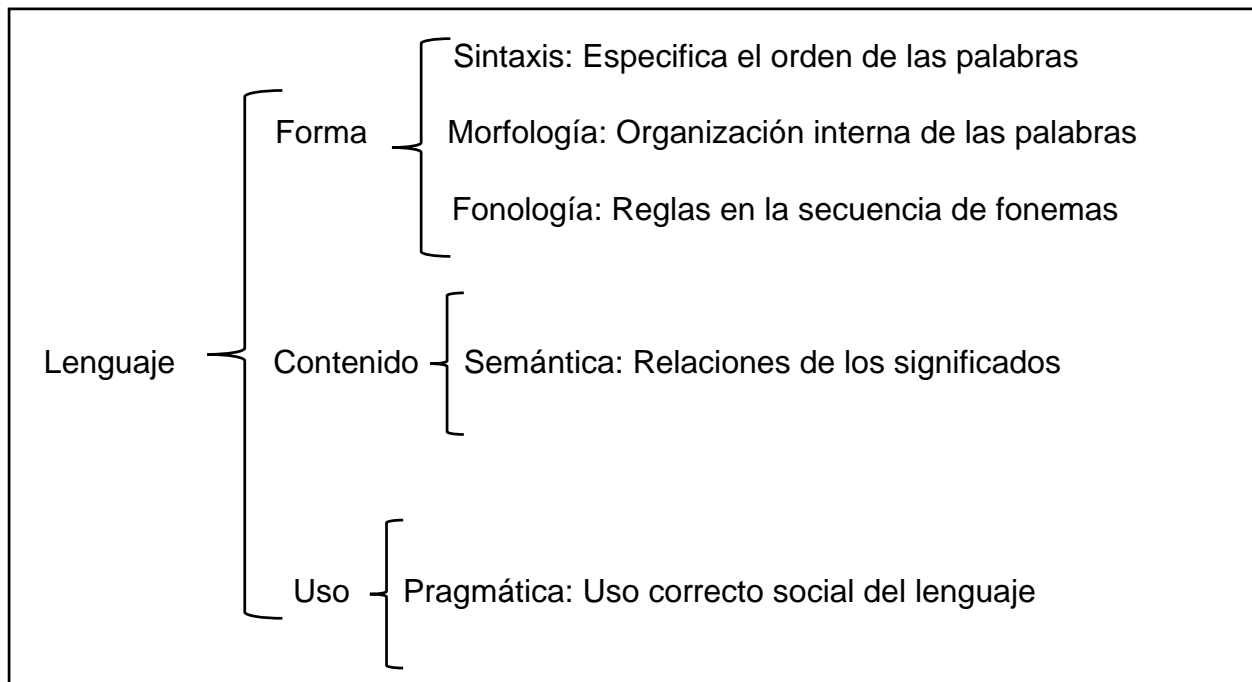 Sintaxis: Especifica el orden de las palabras
Forma
Morfología: Organización interna de las palabras
Fonología: Reglas en la secuencia de fonemas
Lenguaje
Contenido
Semántica: Relaciones de los significados
Uso
Pragmática: Uso correcto social del lenguaje